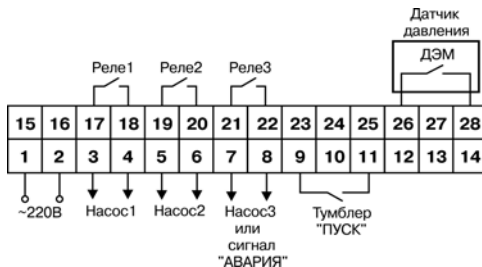 Датчик
давления
ДЭМ
Реле1 Реле2 Реле3
15 16 17 18 19 20 21 22 23 24 25 26 27 28
1 2 3 4 5 6 7 8 9 10 11 12 13 14
~220В Насос1 Насос2 Насос3
или
сигнал
"АВАРИЯ"
Тумблер
"ПУСК"